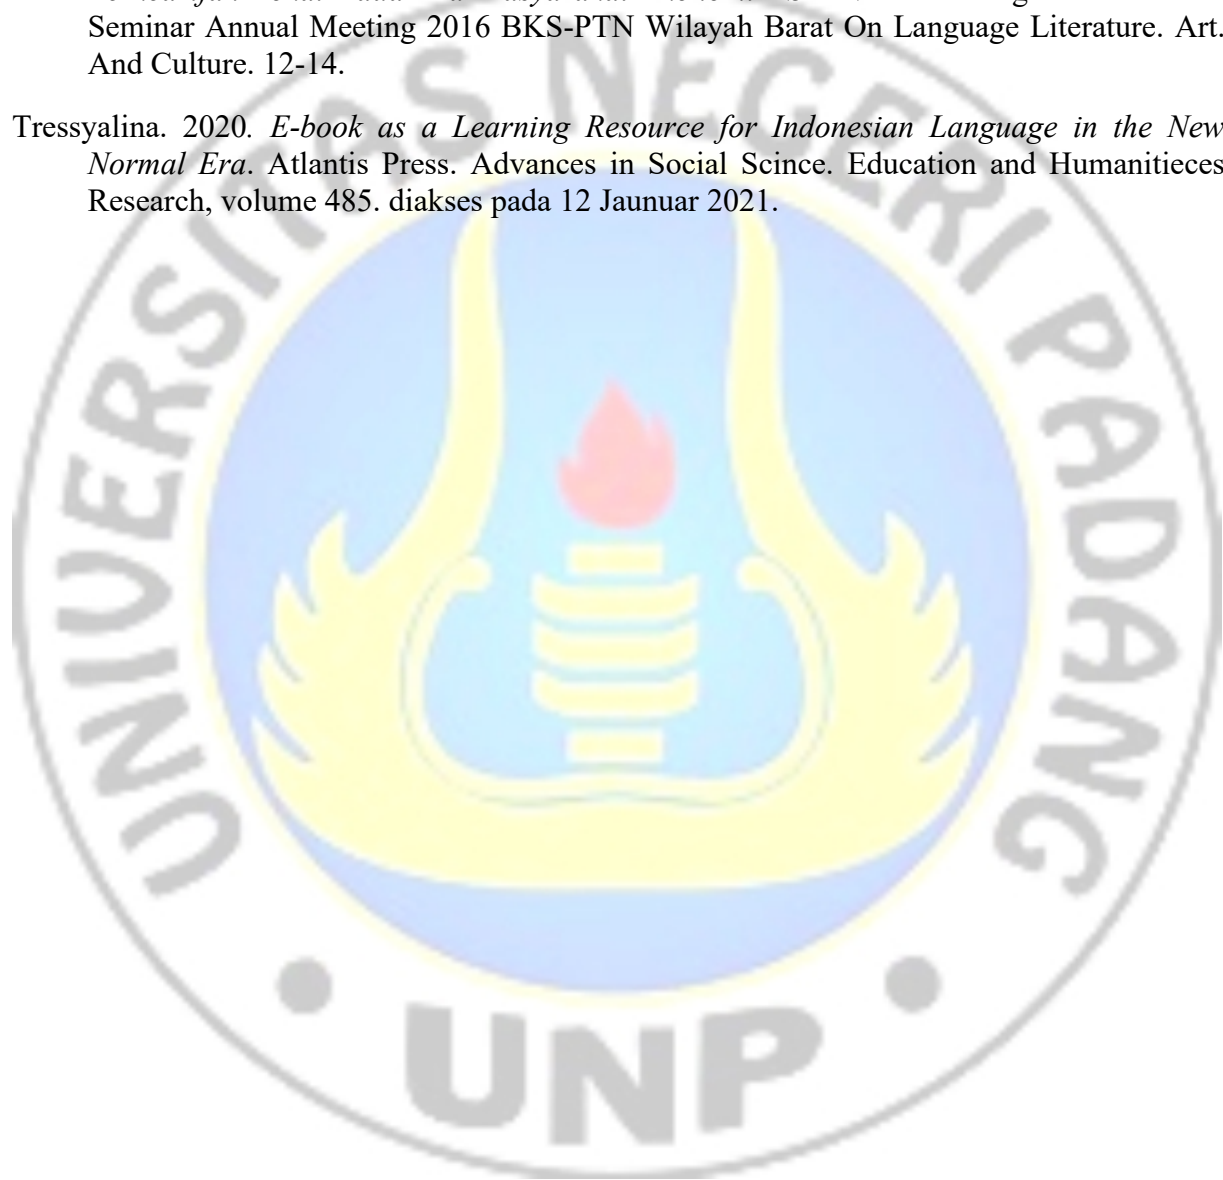 Seminar Annual Meeting 2016 BKS-PTN Wilayah Barat On Language Literature. Art.
And Culture. 12-14.
Tressyalina. 2020. E-book as a Learning Resource for Indonesian Language in the New
Normal Era. Atlantis Press. Advances in Social Scince. Education and Humanitieces
Research, volume 485. diakses pada 12 Jaunuar 2021.
UNIVERSITAS NEGERI PADANG
UNP